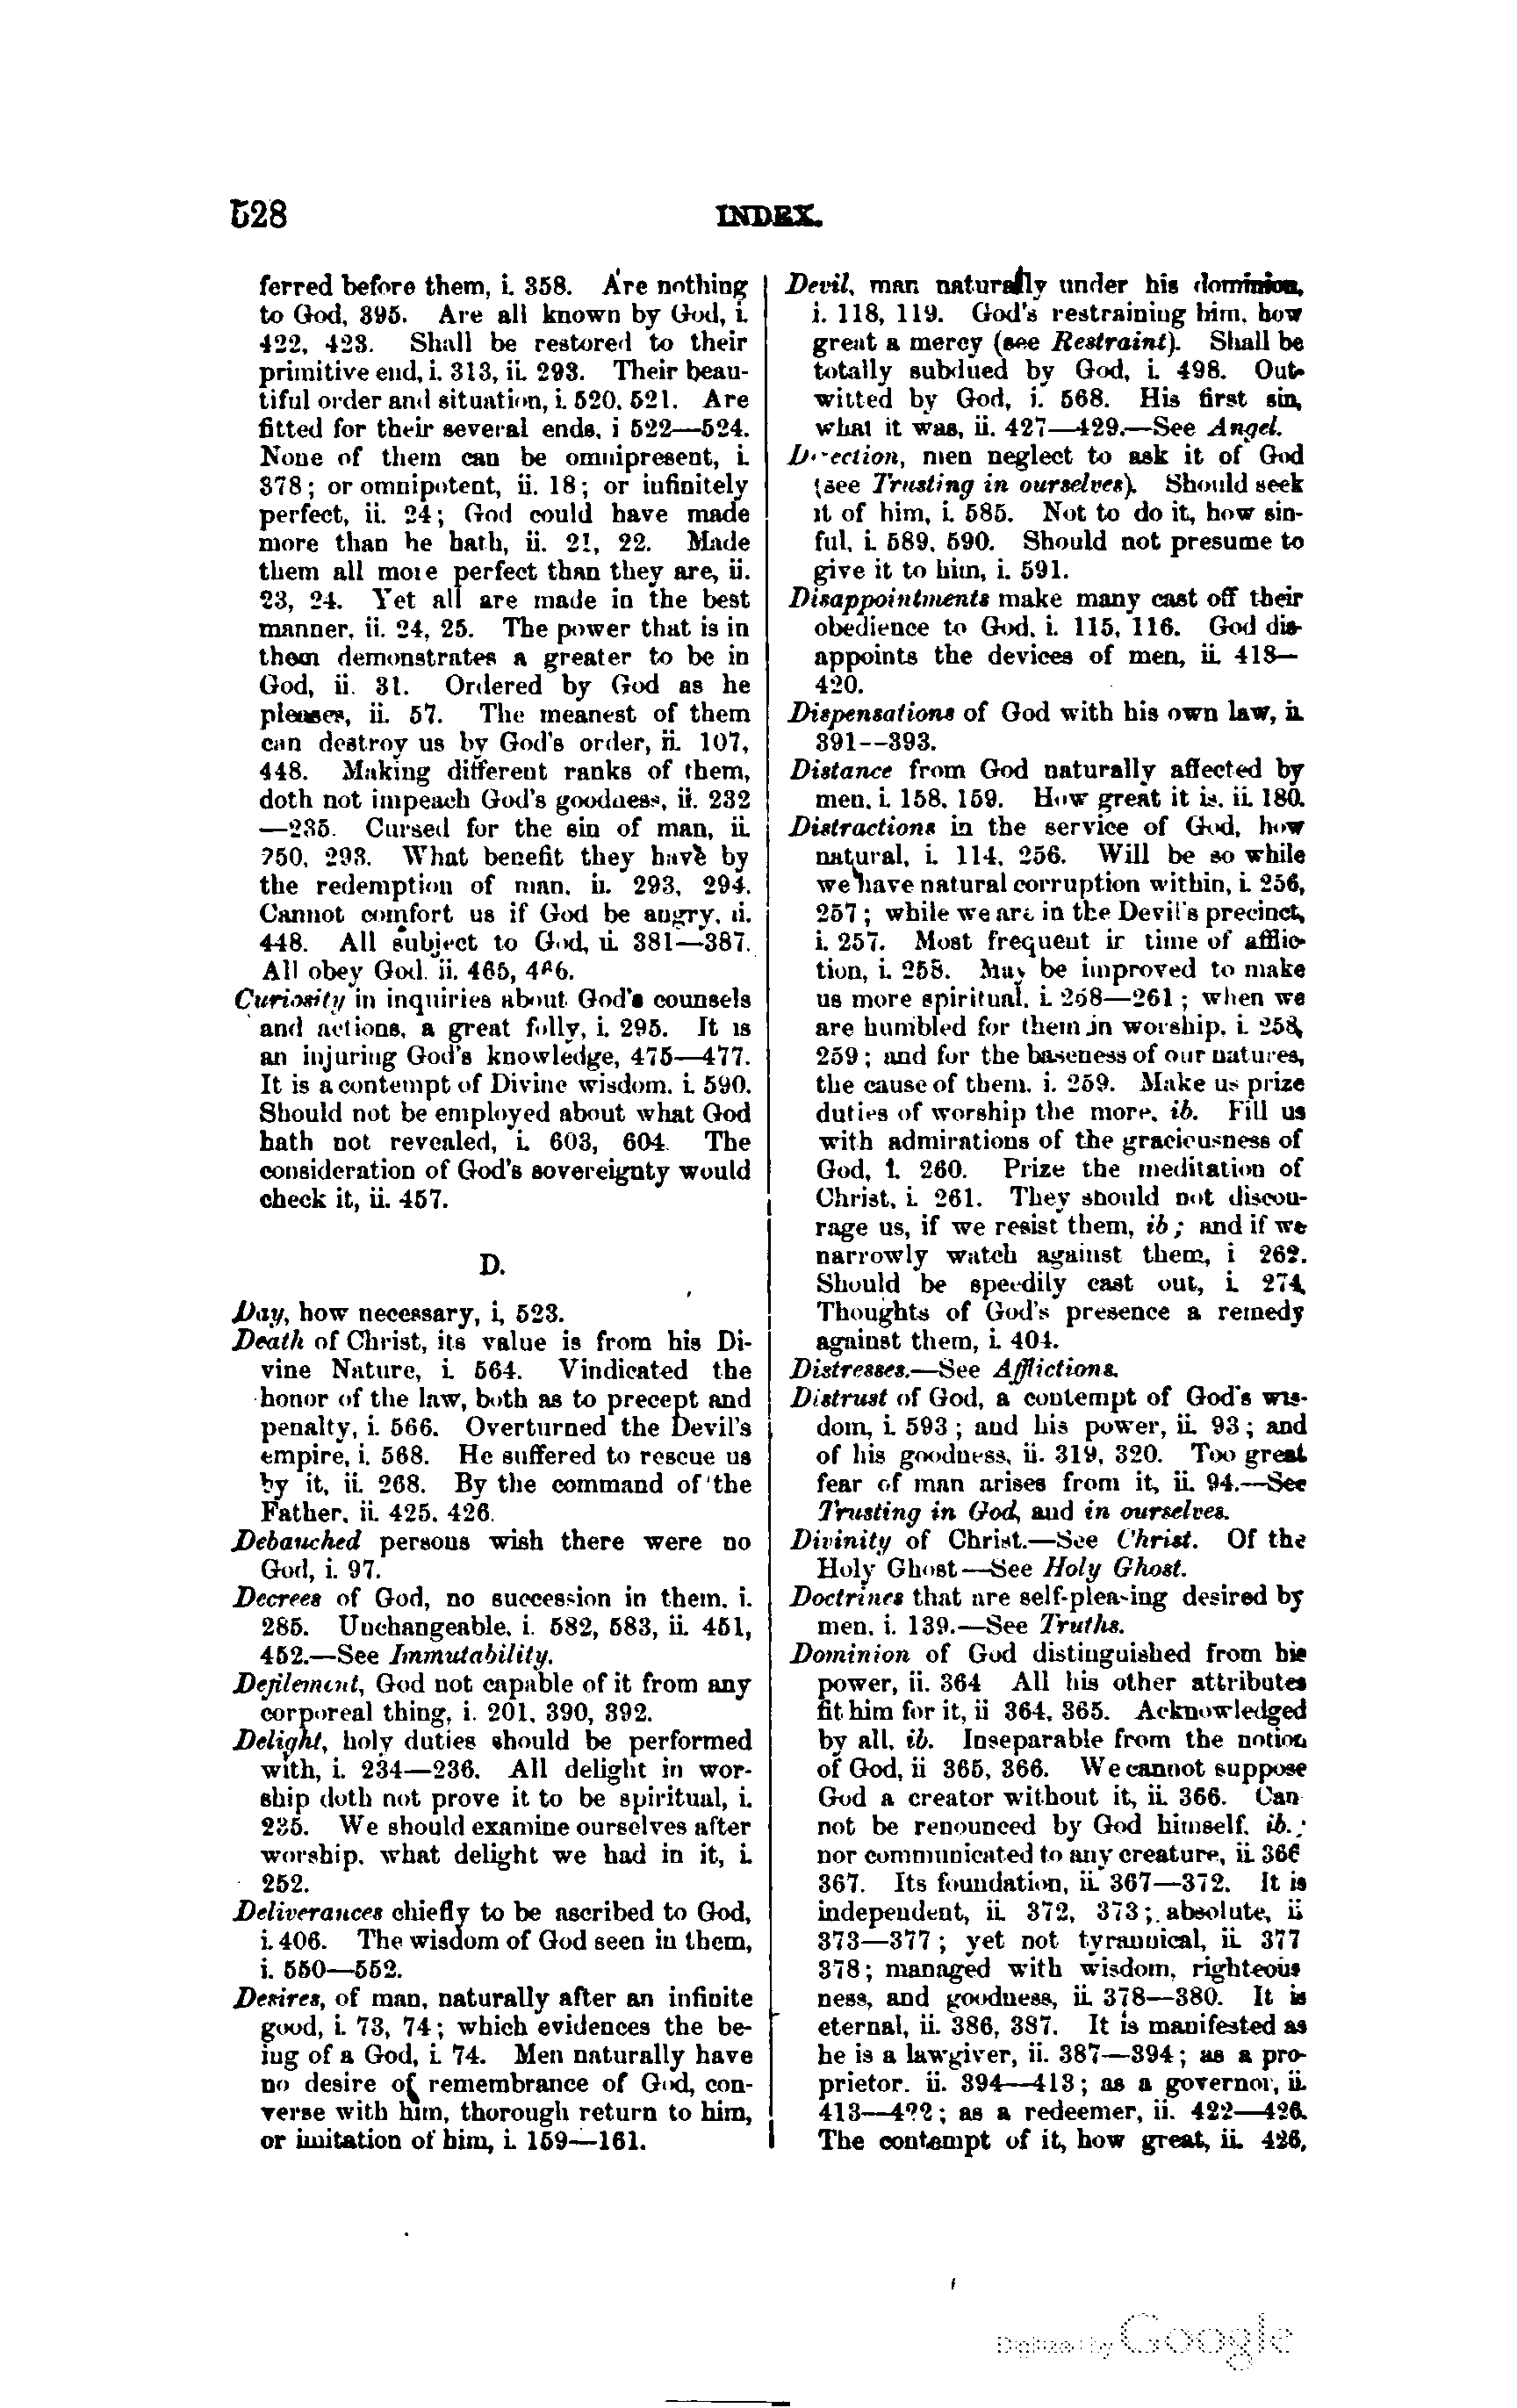 528
INDEX.
ferred before them, i. 358. Are nothing
to God, 395. Are all known by God, i.
422, 423. Shall be restored to their
primitive end, i. 313, ii. 293. Their beau-
tiful order and situation, i. 520, 521. Are
fitted for their several ends, i 522—524.
None of them can be omnipresent, i.
378; or omnipotent, ii. 18; or infinitely
perfect, ii. 24; God could have made
more than he hath, ii. 21, 22. Made
them all more perfect than they are, ii.
23, 24. Yet all are made in the best
manner, ii. 24, 25. The power that is in
them demonstrates a greater to be in
God, ii. 31. Ordered by God as he
pleases, ii. 57. The meanest of them
can destroy us by God's order, ii. 107,
448. Making different ranks of them,
doth not impeach God's goodness, ii. 232
—235. Cursed for the sin of man, ii.
250, 293. What benefit they have by
the redemption of man, ii. 293, 294.
Cannot comfort us if God be angry, ii.
448. All subject to God, ii. 381—387.
All obey God. ii. 465, 466.
Curiosity in inquiries about God's counsels
and actions, a great folly, i. 295. It is
an injuring God's knowledge, 475—477.
It is a contempt of Divine wisdom. i. 590.
Should not be employed about what God
hath not revealed, i. 603, 604. The
consideration of God's sovereignty would
check it, ii. 457.
D.
Day, how necessary, i, 523.
Death of Christ, its value is from his Di-
vine Nature, i. 564. Vindicated the
honor of the law, both as to precept and
penalty, i. 566. Overturned the Devil's
empire, i. 568. He suffered to rescue us
by it, ii. 268. By the command of the
Father, ii. 425, 426.
Debauched persons wish there were no
God, i. 97.
Decrees of God, no succession in them, i.
285. Unchangeable, i. 582, 583, ii. 451,
452.—See Immutability.
Defilement, God not capable of it from any
corporeal thing, i. 201, 390, 392.
Delight, holy duties should be performed
with, i. 234—236. All delight in wor-
ship doth not prove it to be spiritual, i.
235. We should examine ourselves after
worship, what delight we had in it, i.
252.
Deliverances chiefly to be ascribed to God,
i. 406. The wisdom of God seen in them,
i. 550—552.
Desires, of man, naturally after an infinite
good, i. 73, 74; which evidences the be-
ing of a God, i. 74. Men naturally have
no desire of remembrance of God, con-
verse with him, thorough return to him,
or imitation of him, i. 159—161.
Devil, man naturally under his dominion,
i. 118, 119. God's restraining him, how
great a mercy (see Restraint). Shall be
totally subdued by God, i. 498. Out-
witted by God, i. 568. His first sin,
what it was, ii. 427—429.—See Angel.
Direction, men neglect to ask it of God
(see Trusting in ourselves). Should seek
it of him, i. 585. Not to do it, how sin-
ful, i. 589, 590. Should not presume to
give it to him, i. 591.
Disappointments make many cast off their
obedience to God, i. 115, 116. God dis-
appoints the devices of men, ii. 418—
420.
Dispensations of God with his own law, ii.
391--393.
Distance from God naturally affected by
men, i. 158, 159. How great it is, ii. 180.
Distractions in the service of God, how
natural, i. 114, 256. Will be so while
we have natural corruption within, i. 256,
257; while we are in the Devil's precinct,
i. 257. Most frequent in time of afflic-
tion, i. 258. May be improved to make
us more spiritual, i. 258—261; when we
are humbled for them in worship, i. 258,
259; and for the baseness of our natures,
the cause of them, i. 259. Make us prize
duties of worship the more, ib. Fill us
with admirations of the graciousness of
God, i. 260. Prize the meditation of
Christ, i. 261. They should not discou-
rage us, if we resist them, ib; and if we
narrowly watch against them, i 262.
Should be speedily cast out, i. 274.
Thoughts of God's presence a remedy
against them, i. 404.
Distresses.—See Afflictions.
Distrust of God, a contempt of God's wis-
dom, i. 593; and his power, ii. 93; and
of his goodness, ii. 319, 320. Too great
fear of man arises from it, ii. 94.—See
Trusting in God, and in ourselves.
Divinity of Christ.—See Christ. Of the
Holy Ghost—See Holy Ghost.
Doctrines that are self-pleasing desired by
men, i. 139.—See Truths.
Dominion of God distinguished from his
power, ii. 364 All his other attributes
fit him for it, ii 364, 365. Acknowledged
by all, ib. Inseparable from the notion
of God, ii 365, 366. We cannot suppose
God a creator without it, ii. 366. Can
not be renounced by God himself, ib.;
nor communicated to any creature, ii. 366
367. Its foundation, ii. 367—372. It is
independent, ii. 372, 373; absolute, ii
373—377; yet not tyrannical, ii. 377
378; managed with wisdom, righteous
ness, and goodness, ii. 378—380. It is
eternal, ii. 386, 387. It is manifested as
he is a lawgiver, ii. 387—394; as a pro-
prietor. ii. 394—413; as a governor, ii.
413—422; as a redeemer, ii. 422—426.
The contempt of it, how great, ii. 426,
Digitized by Google